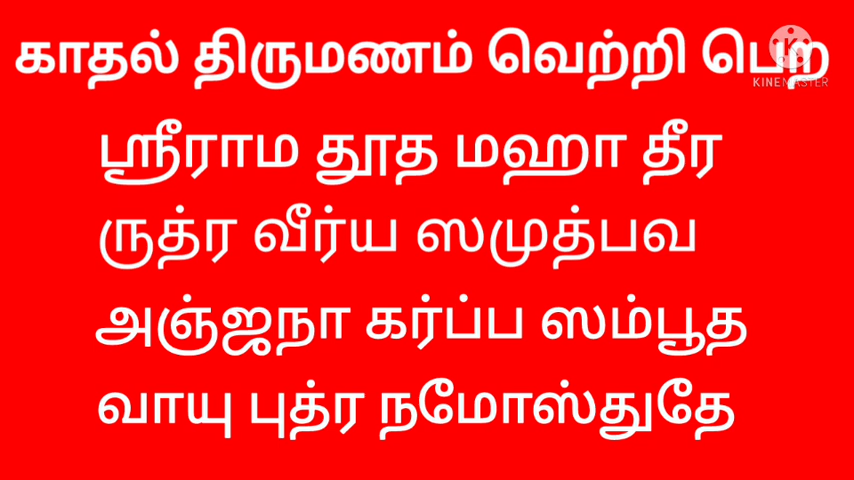 காதல் திருமணம் வெற்றி பெற
KINEMASTER
ஸ்ரீராம தூத மஹா தீர
ருத்ர வீர்ய ஸமுத்பவ
அஞ்ஜநா கர்ப்ப ஸம்பூத
வாயு புத்ர நமோஸ்துதே